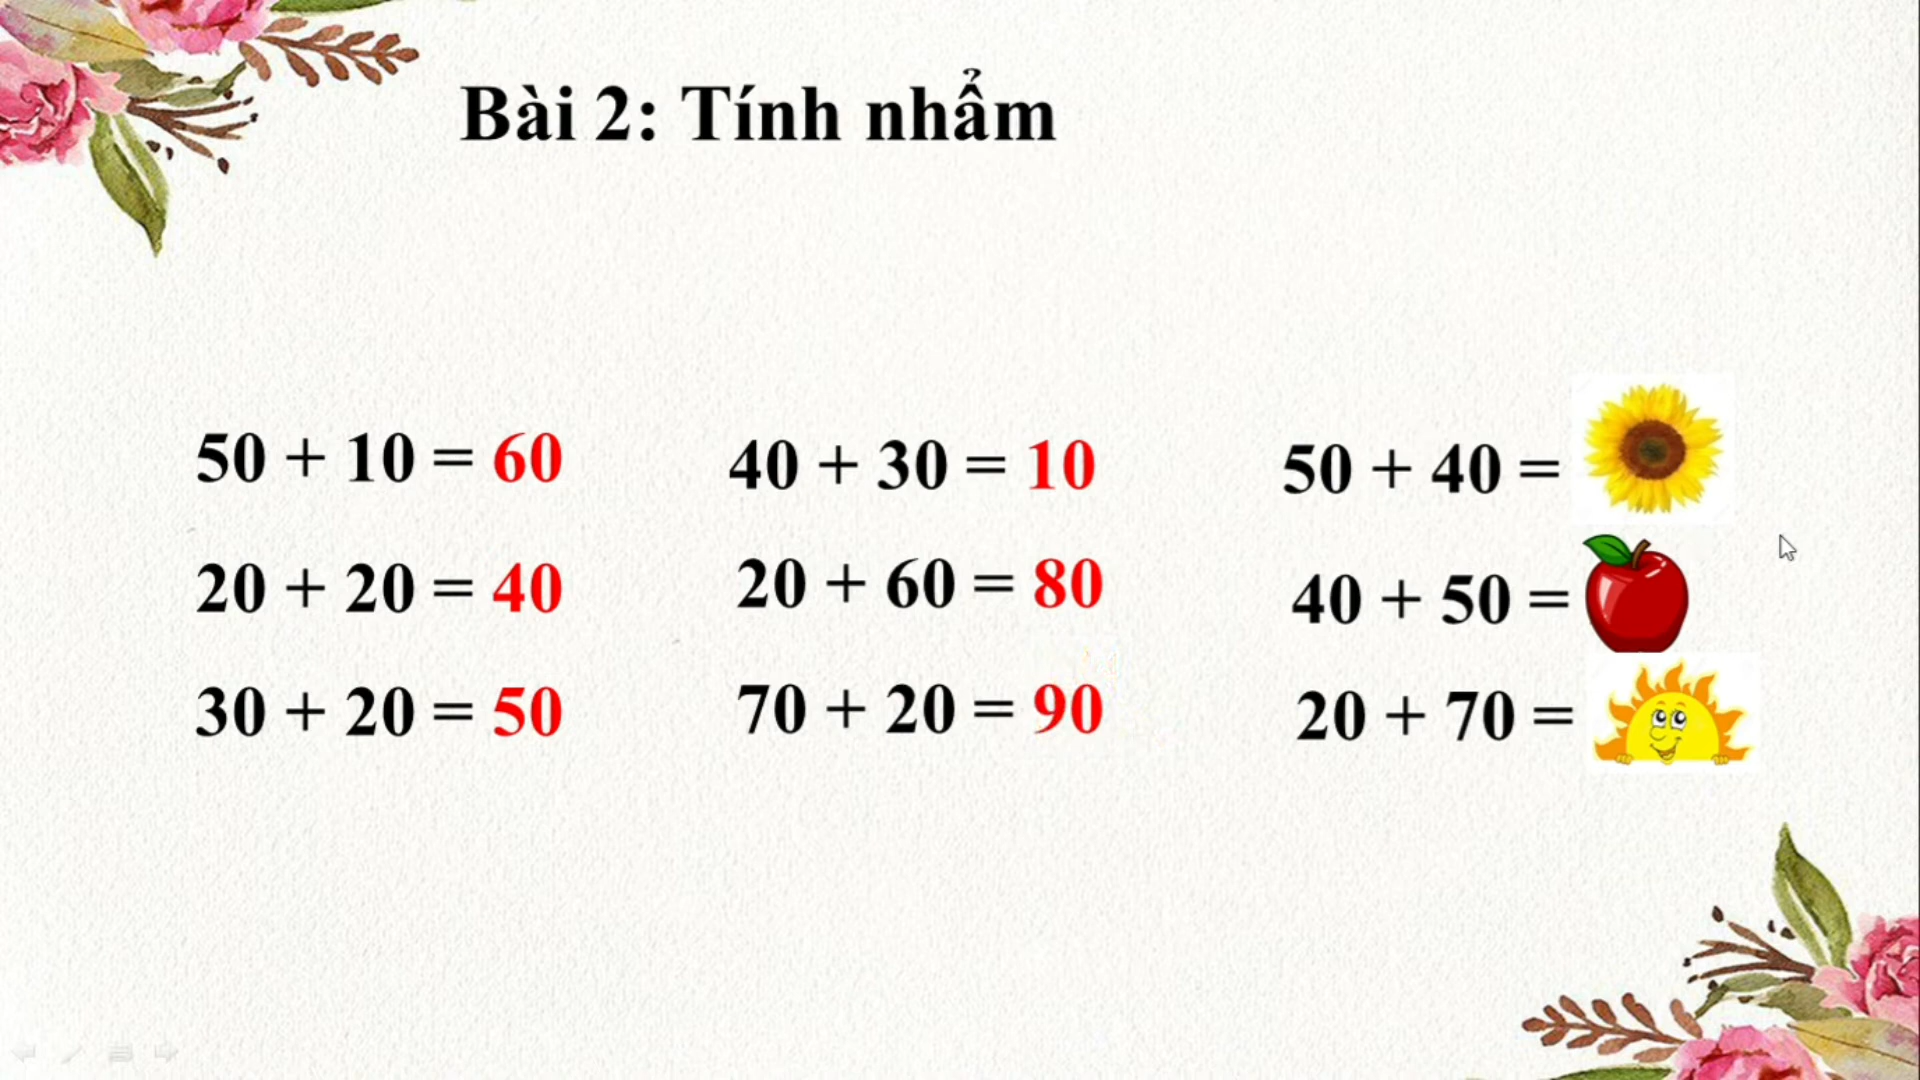 Bài 2: Tính nhẩm
50 + 10 = 60
40 + 30 = 10
50 + 40 =
20 + 20 = 40
20 + 60 = 80
40 + 50 =
30 + 20 = 50
70 + 20 = 90
20 + 70 =